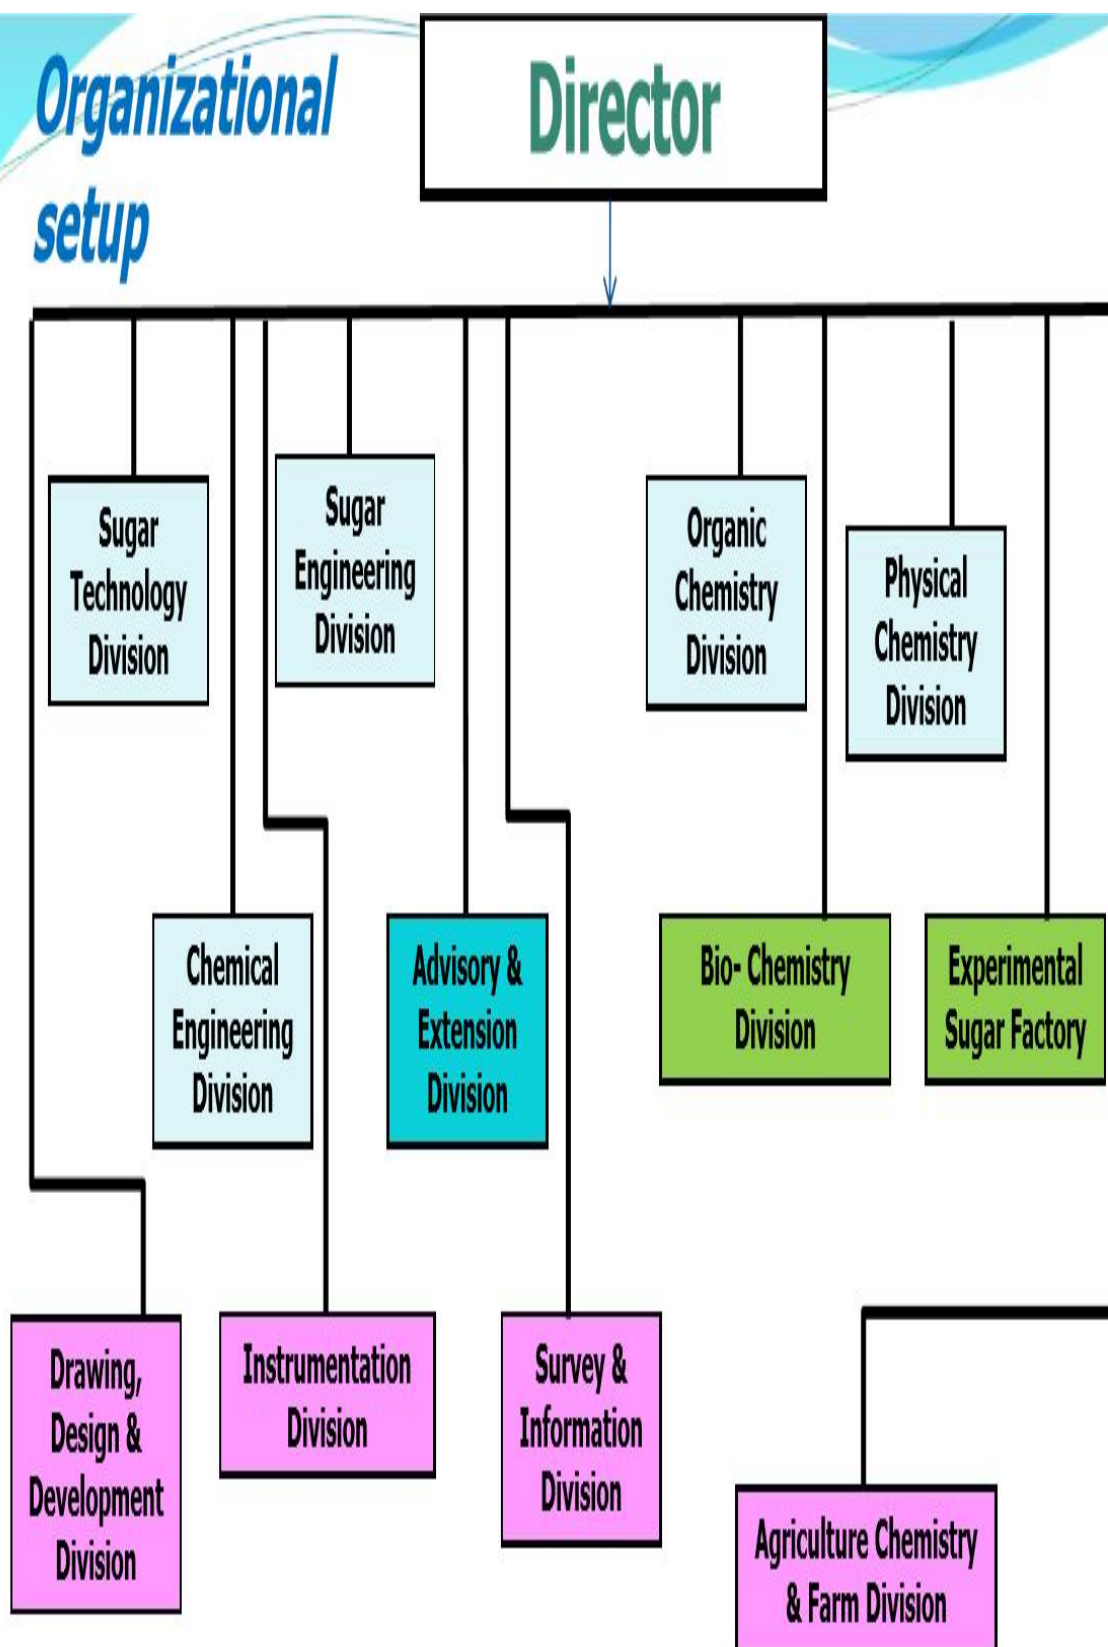 Organizational
setup
Director
Sugar
Technology
Division
Sugar
Engineering
Division
Organic
Chemistry
Division
Physical
Chemistry
Division
Chemical
Engineering
Division
Advisory &
Extension
Division
Bio- Chemistry
Division
Experimental
Sugar Factory
Drawing,
Design &
Development
Division
Instrumentation
Division
Survey &
Information
Division
Agriculture Chemistry
& Farm Division